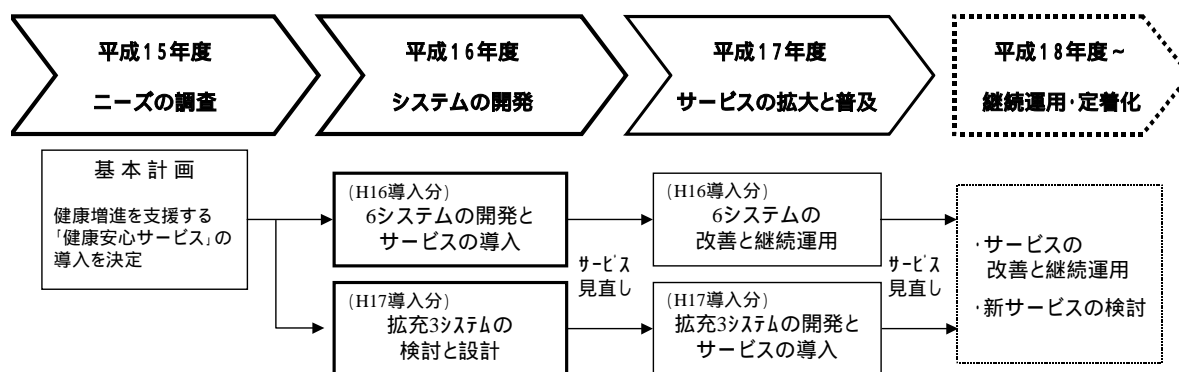 平成15年度
ニーズの調査
平成16年度
システムの開発
平成17年度
サービスの拡大と普及
平成18年度~
継続運用･定着化
基 本 計 画
健康増進を支援する
「健康安心サービス」の
導入を決定
(H16導入分)
6システムの開発と
サービスの導入
(H17導入分)
拡充3ｼｽﾃﾑの
検討と設計
ｻｰﾋﾞｽ
見直し
(H16導入分)
6システムの
改善と継続運用
(H17導入分)
拡充3ｼｽﾃﾑの開発と
サービスの導入
ｻｰﾋﾞｽ
見直し
･サービスの
改善と継続運用
･新サービスの検討